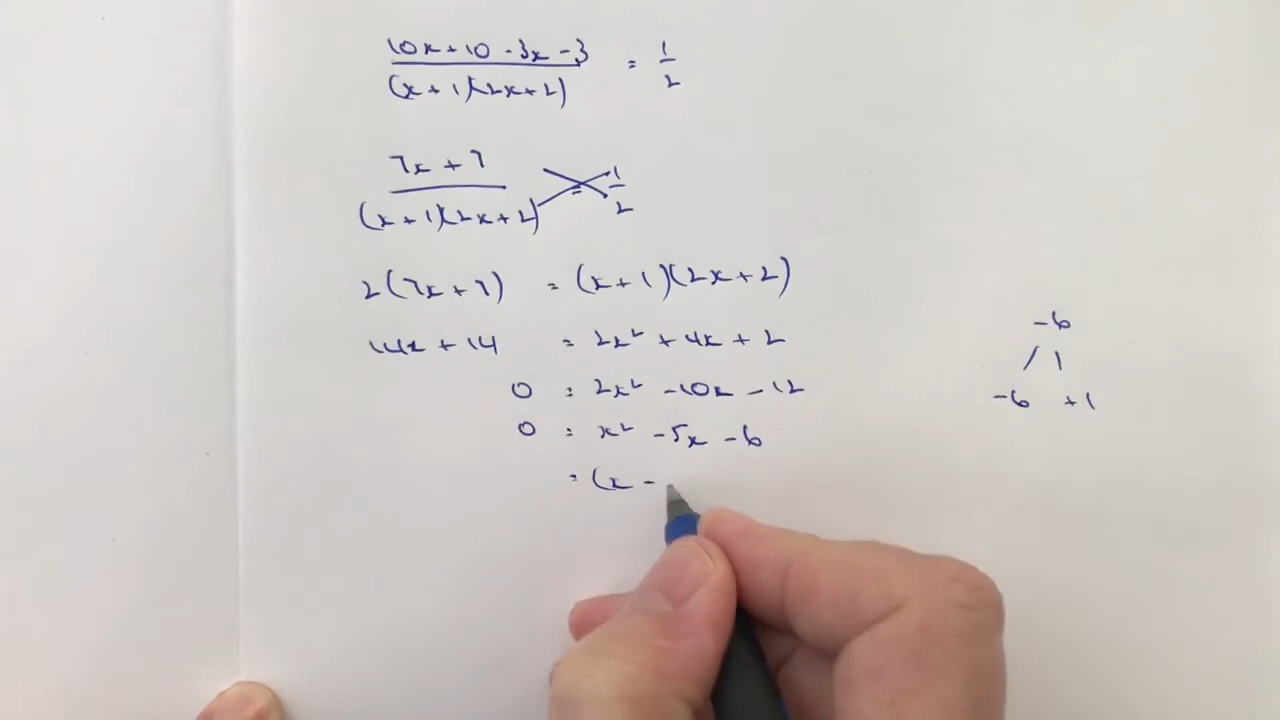 10x + 10 - 3x - 3 / (x + 1)(2x + 2) = 1/2
7x + 7 / (x + 1)(2x + 2) = 1/2
2(7x + 7) = (x + 1)(2x + 2)
14x + 14 = 2x² + 4x + 2
0 = 2x² - 10x - 12
0 = x² - 5x - 6
= (x -
-6
-6 +1